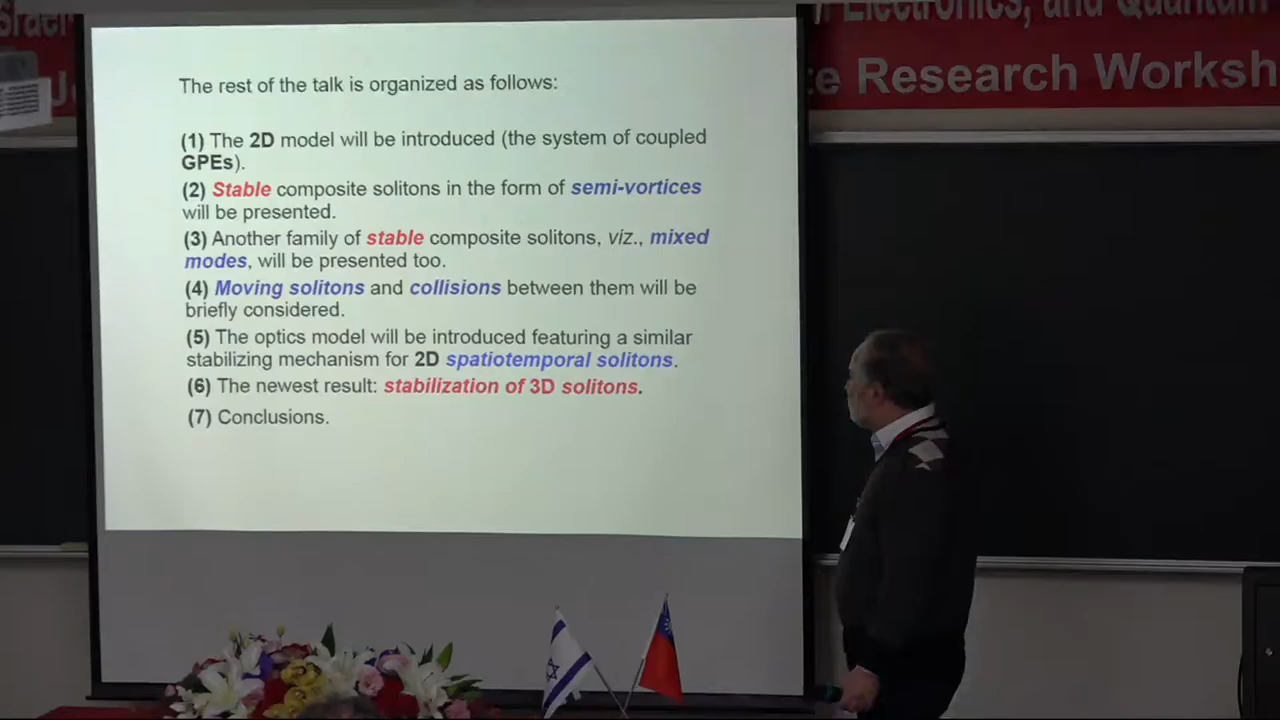 Electronics, and Quantum
Research Worksh
The rest of the talk is organized as follows:
(1) The 2D model will be introduced (the system of coupled
GPEs).
(2) Stable composite solitons in the form of semi-vortices
will be presented.
(3) Another family of stable composite solitons, viz., mixed
modes, will be presented too.
(4) Moving solitons and collisions between them will be
briefly considered.
(5) The optics model will be introduced featuring a similar
stabilizing mechanism for 2D spatiotemporal solitons.
(6) The newest result: stabilization of 3D solitons.
(7) Conclusions.